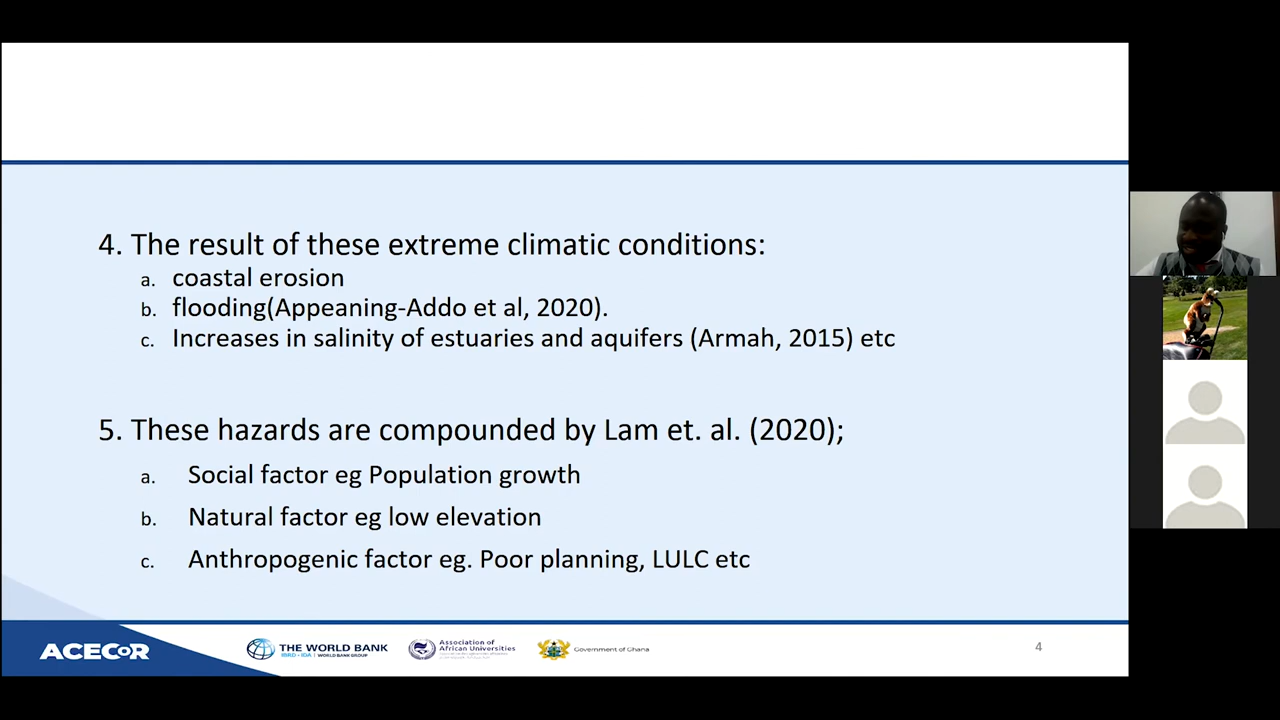 4. The result of these extreme climatic conditions:
a. coastal erosion
b. flooding(Appeaning-Addo et al, 2020).
c. Increases in salinity of estuaries and aquifers (Armah, 2015) etc
5. These hazards are compounded by Lam et. al. (2020);
a. Social factor eg Population growth
b. Natural factor eg low elevation
c. Anthropogenic factor eg. Poor planning, LULC etc
ACECoR
THE WORLD BANK
IBRD • IDA | WORLD BANK GROUP
Association of
African Universities
Government of Ghana
4